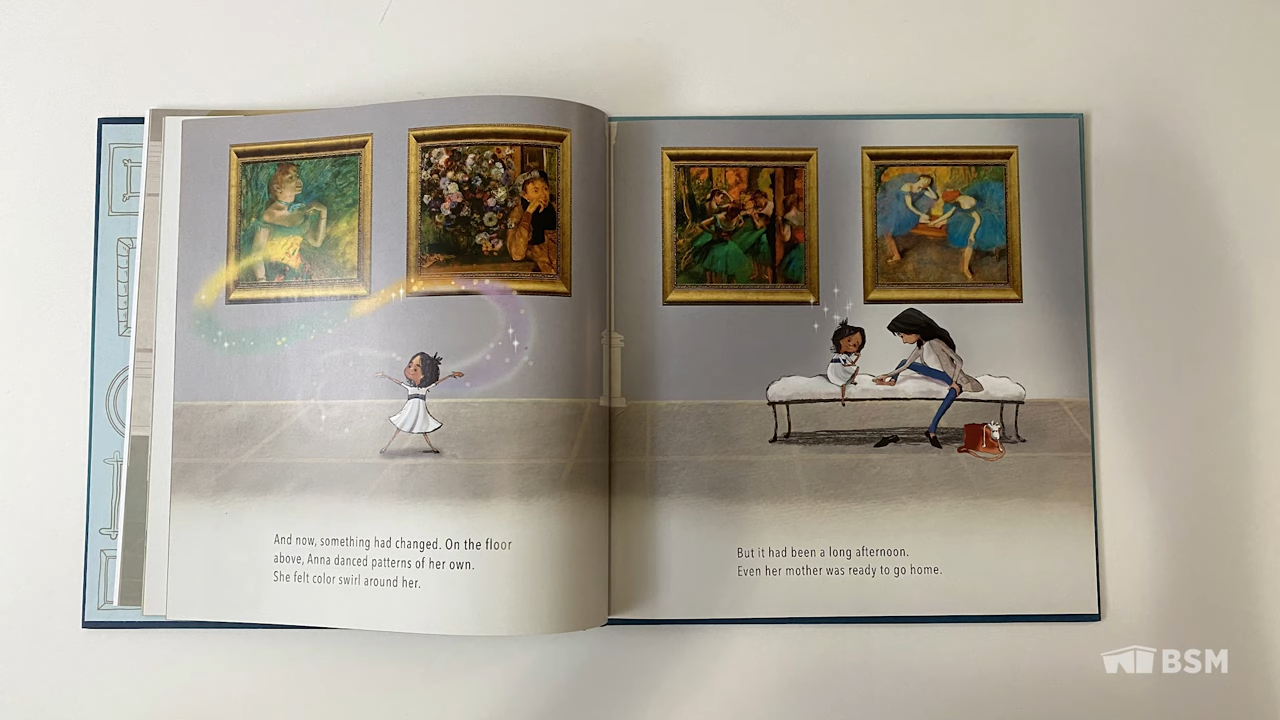 And now, something had changed. On the floor
above, Anna danced patterns of her own.
She felt color swirl around her.
But it had been a long afternoon.
Even her mother was ready to go home.
BSM